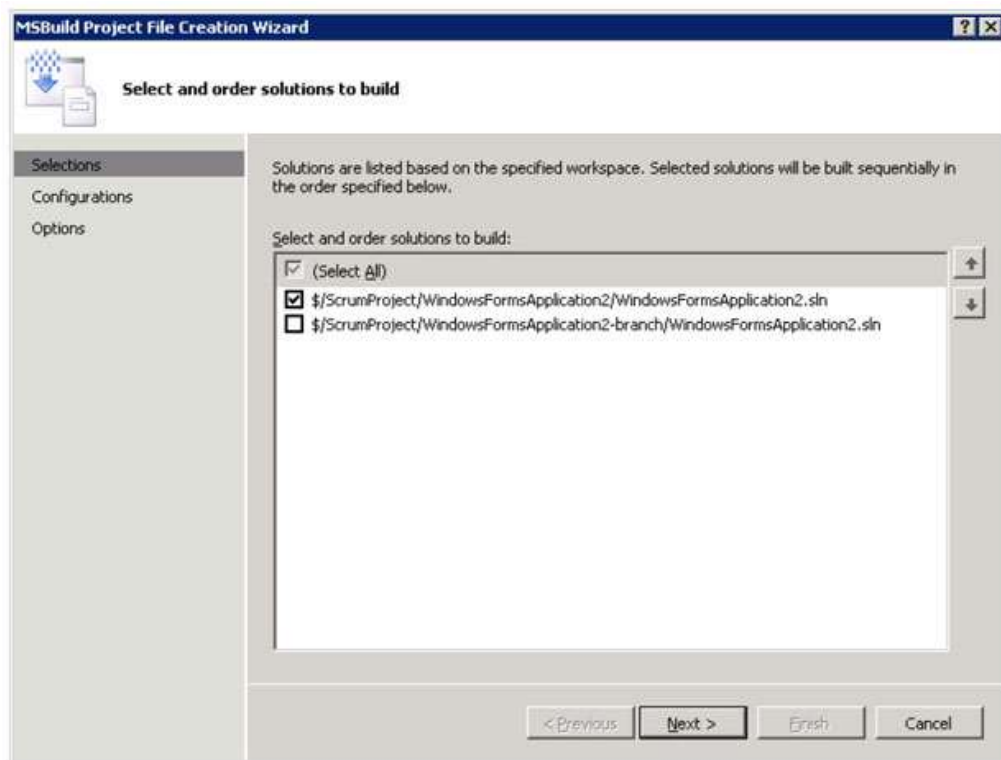 MSBuild Project File Creation Wizard
Select and order solutions to build
Selections
Configurations
Options
Solutions are listed based on the specified workspace. Selected solutions will be built sequentially in
the order specified below.
Select and order solutions to build:
(Select All)
$/ScrumProject/WindowsFormsApplication2/WindowsFormsApplication2.sln
$/ScrumProject/WindowsFormsApplication2-branch/WindowsFormsApplication2.sln
< Previous
Next >
Finish
Cancel